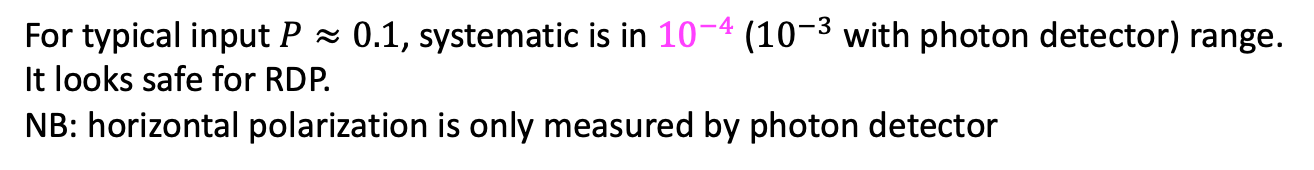 For typical input P ≈ 0.1, systematic is in 10⁻⁴ (10⁻³ with photon detector) range.
It looks safe for RDP.
NB: horizontal polarization is only measured by photon detector